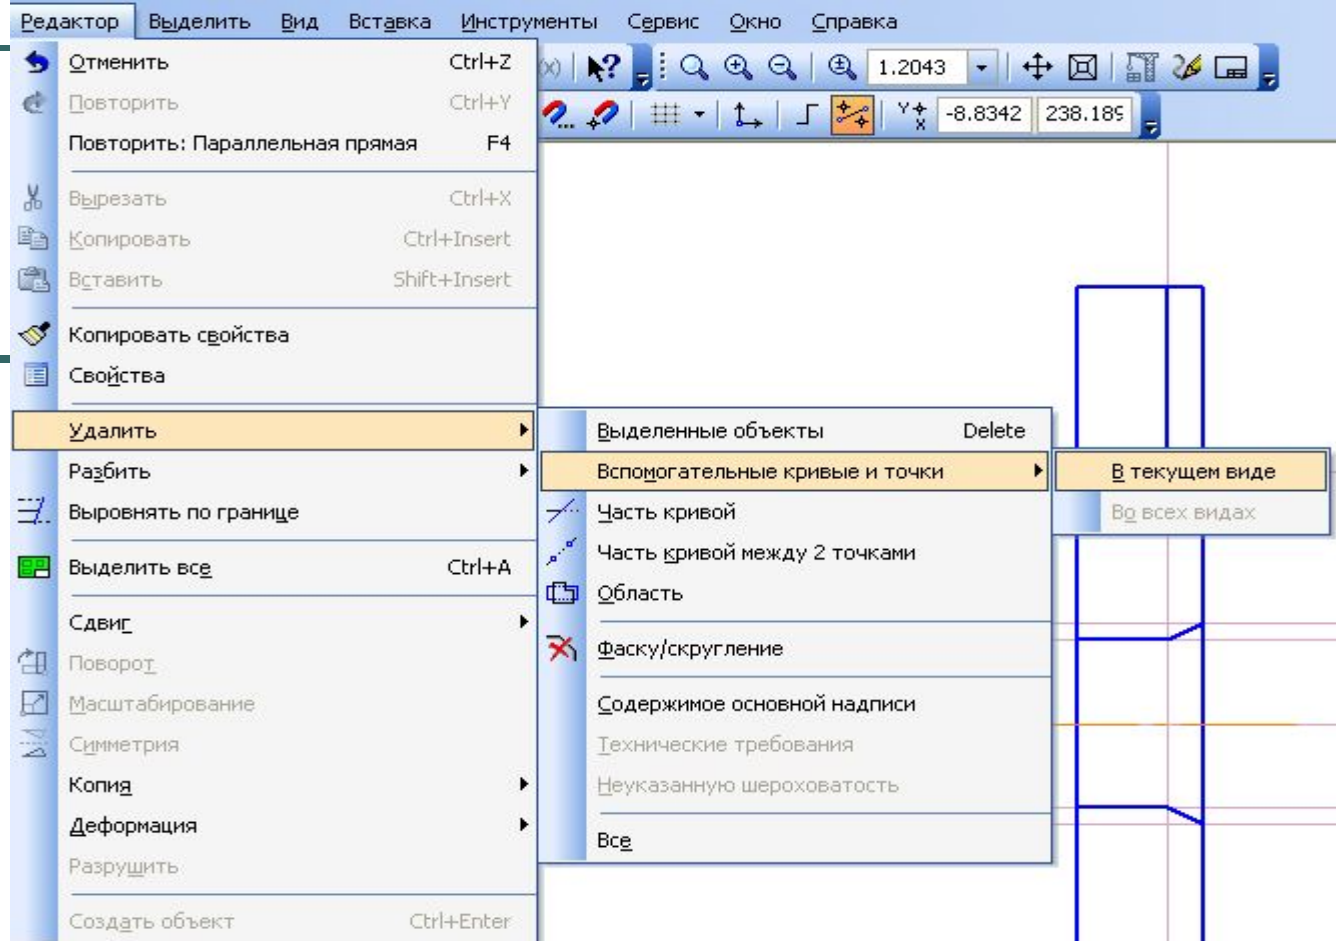 Редактор Выделить Вид Вставка Инструменты Сервис Окно Справка
Отменить Ctrl+Z
1.2043
Повторить Ctrl+Y
-8.8342 238.189
Повторить: Параллельная прямая F4
Вырезать Ctrl+X
Копировать Ctrl+Insert
Вставить Shift+Insert
Копировать свойства
Свойства
Удалить
Разбить
Выровнять по границе
Выделить все Ctrl+A
Сдвиг
Поворот
Масштабирование
Симметрия
Копия
Деформация
Разрушить
Создать объект Ctrl+Enter
Выделенные объекты Delete
Вспомогательные кривые и точки
Часть кривой
Часть кривой между 2 точками
Область
Фаску/скругление
Содержимое основной надписи
Технические требования
Неуказанную шероховатость
Все
В текущем виде
Во всех видах